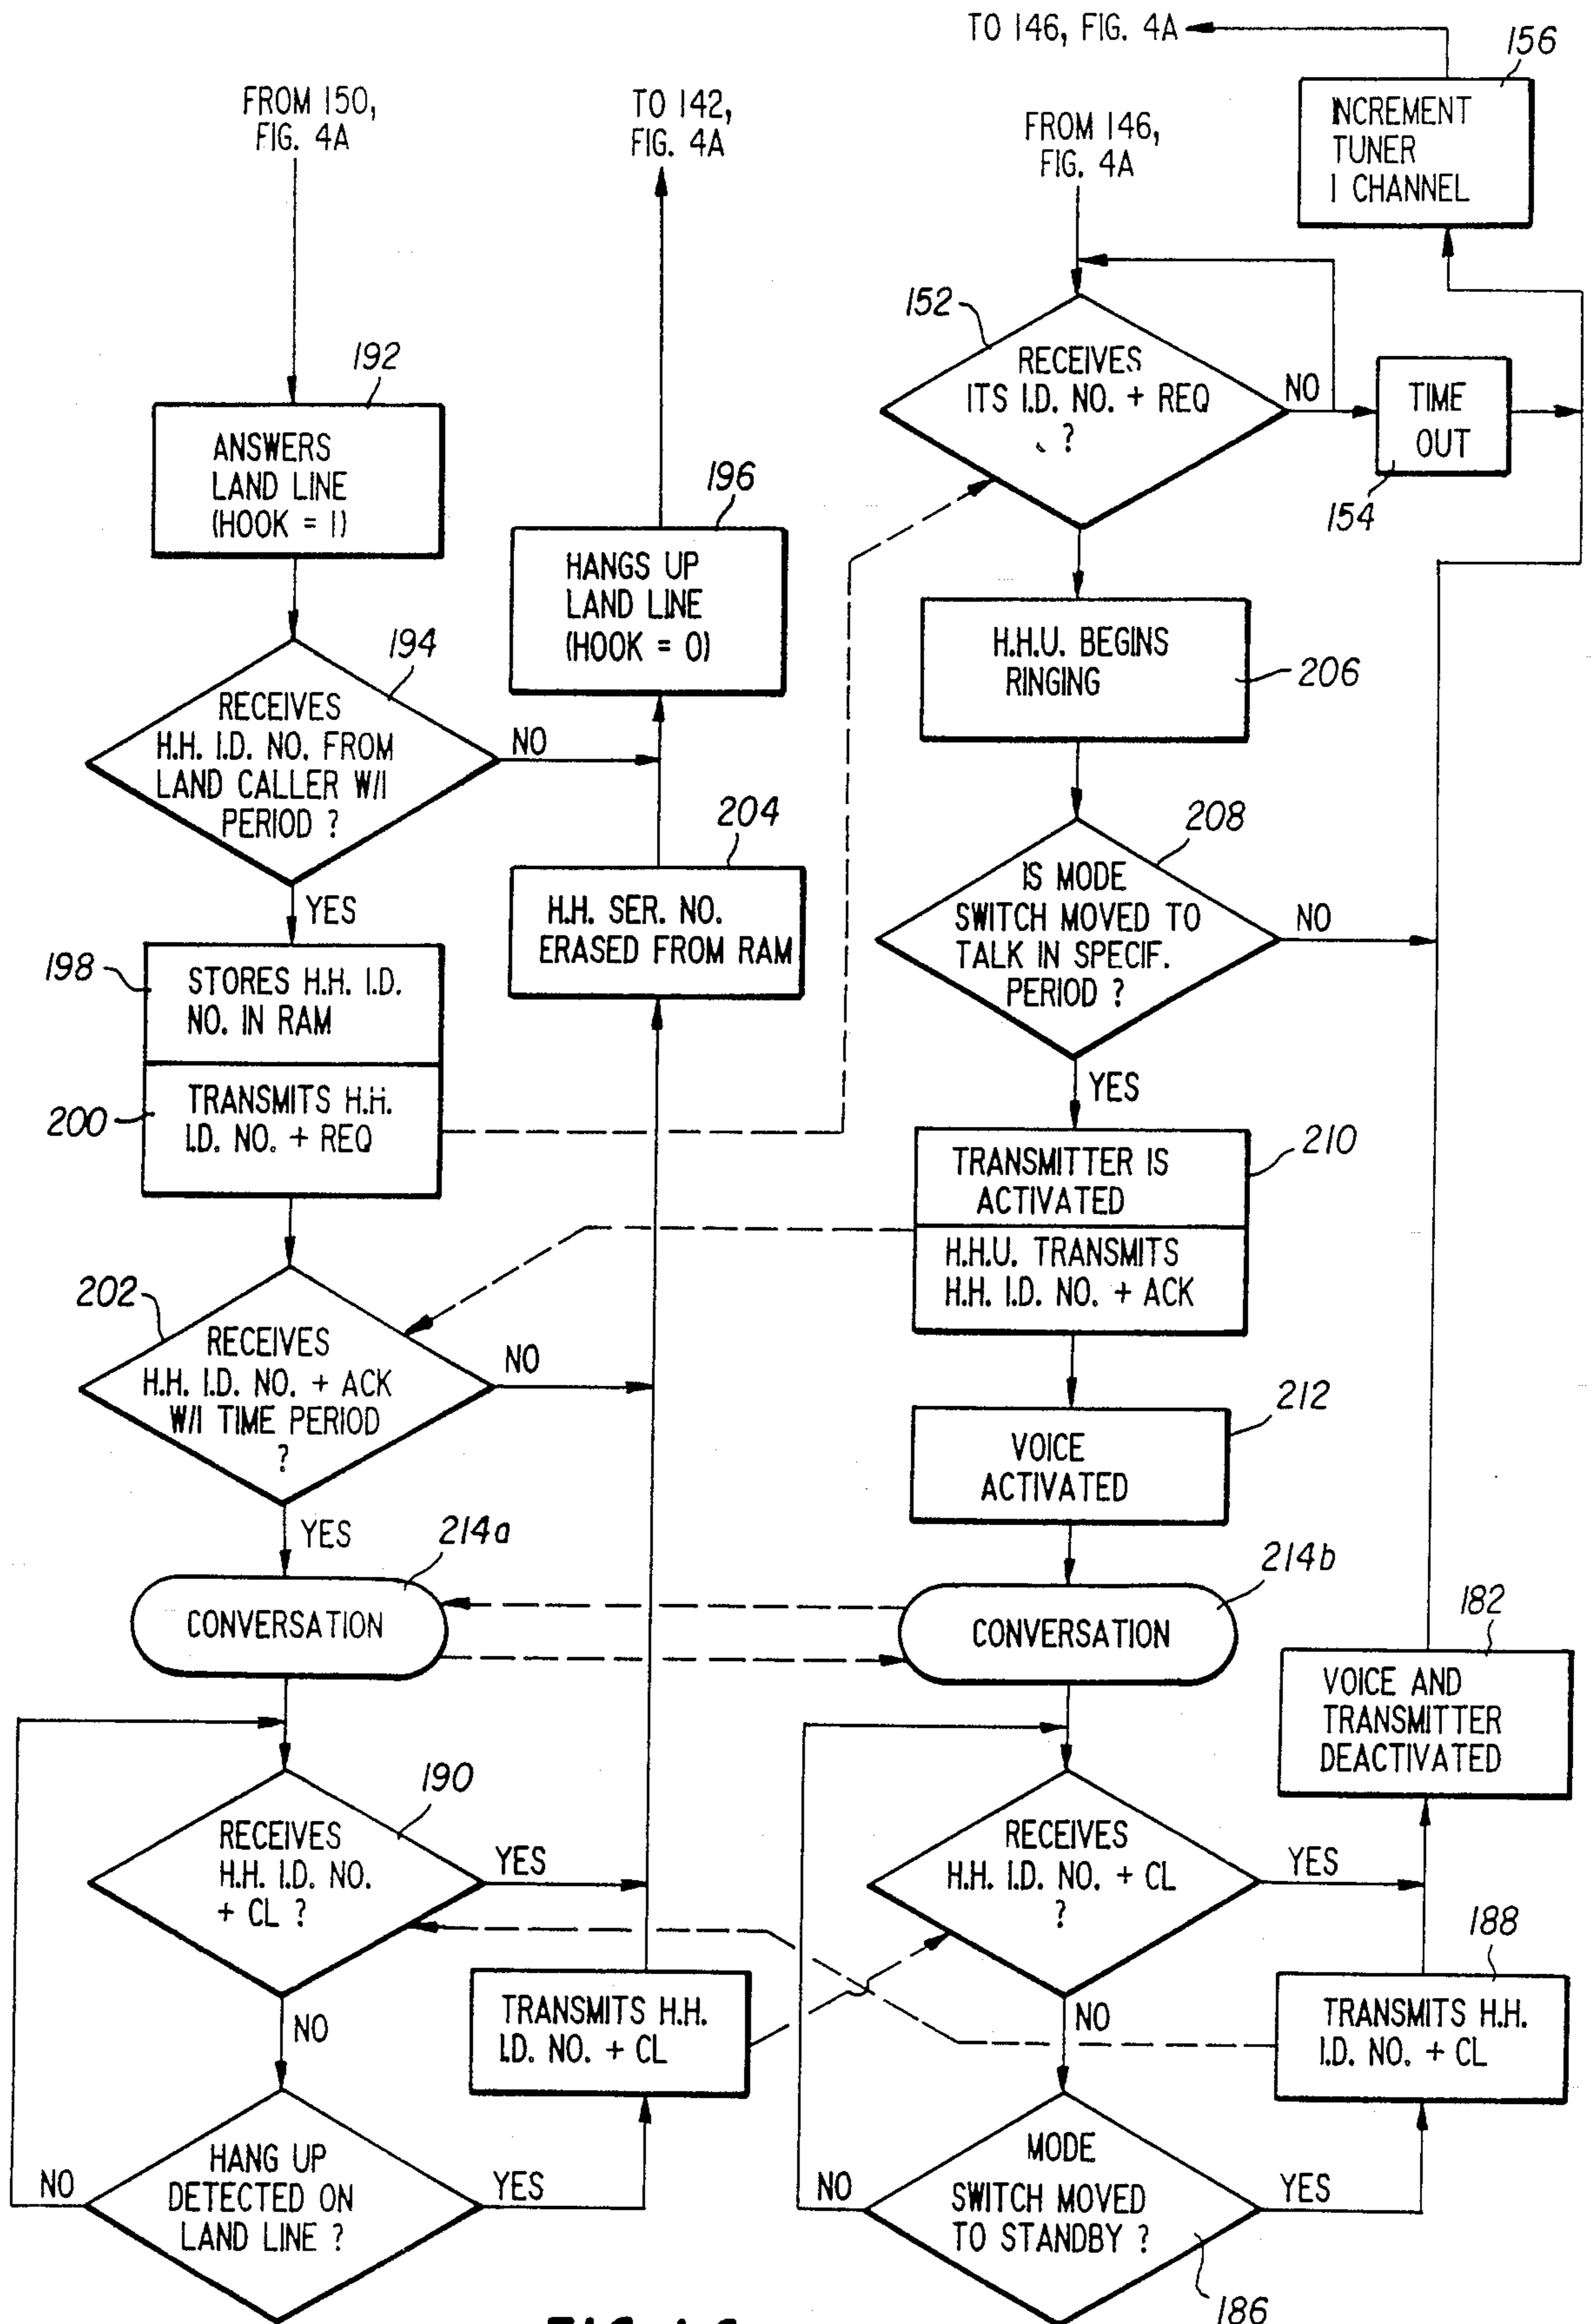 TO 146, FIG. 4A
156
INCREMENT
TUNER
1 CHANNEL
FROM 150,
FIG. 4A
TO 142,
FIG. 4A
FROM 146,
FIG. 4A
192
ANSWERS
LAND LINE
(HOOK = 1)
152
RECEIVES
ITS I.D. NO. + REQ
?
NO
TIME
OUT
154
196
HANGS UP
LAND LINE
(HOOK = 0)
194
RECEIVES
H.H. I.D. NO. FROM
LAND CALLER W/I
PERIOD ?
NO
YES
H.H.U. BEGINS
RINGING
206
204
H.H. SER. NO.
ERASED FROM RAM
208
IS MODE
SWITCH MOVED TO
TALK IN SPECIF.
PERIOD ?
NO
YES
198
STORES H.H. I.D.
NO. IN RAM
200
TRANSMITS H.H.
I.D. NO. + REQ
210
TRANSMITTER IS
ACTIVATED
H.H.U. TRANSMITS
H.H. I.D. NO. + ACK
202
RECEIVES
H.H. I.D. NO. + ACK
W/I TIME PERIOD
?
NO
YES
212
VOICE
ACTIVATED
214a
CONVERSATION
214b
CONVERSATION
182
VOICE AND
TRANSMITTER
DEACTIVATED
190
RECEIVES
H.H. I.D. NO.
+ CL ?
YES
NO
RECEIVES
H.H. I.D. NO. + CL
?
YES
NO
TRANSMITS H.H.
I.D. NO. + CL
188
TRANSMITS H.H.
I.D. NO. + CL
HANG UP
DETECTED ON
LAND LINE ?
NO
YES
MODE
SWITCH MOVED
TO STANDBY ?
NO
YES
186